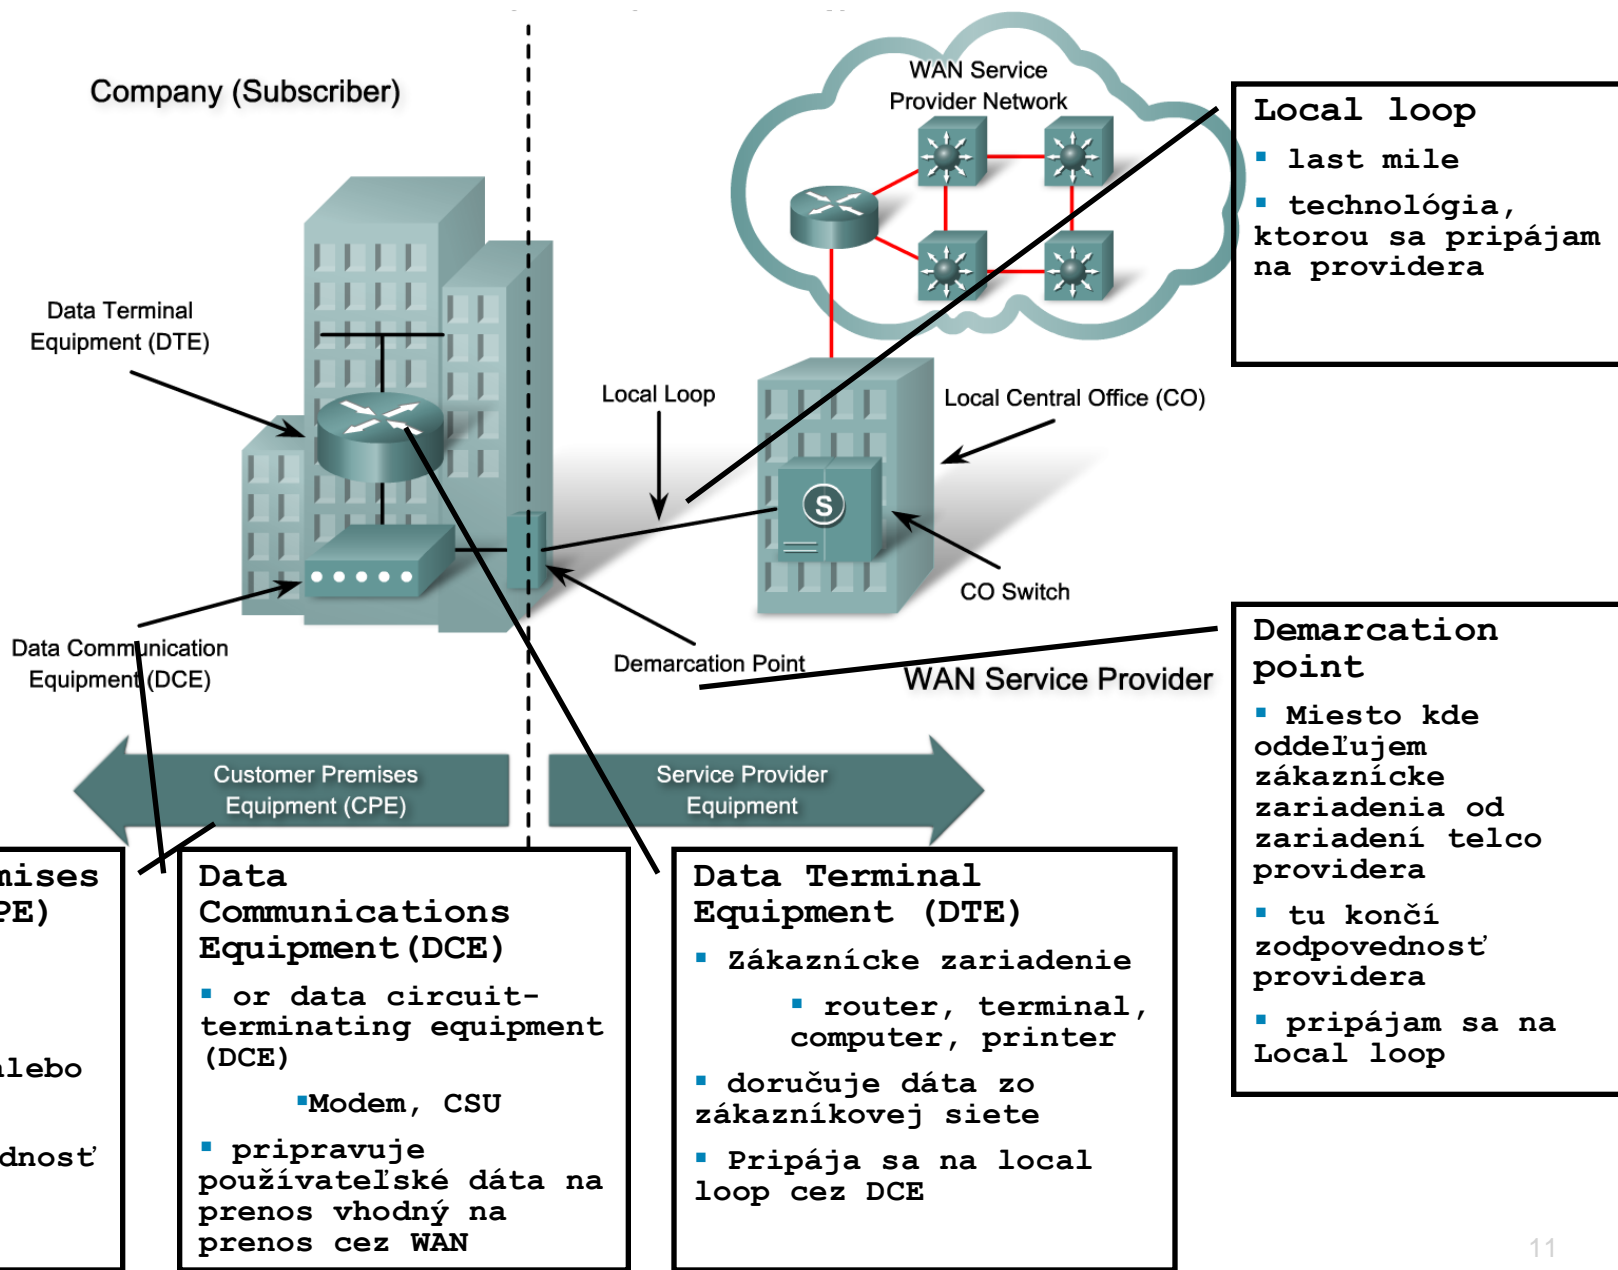 Company (Subscriber)
WAN Service
Provider Network
Data Terminal
Equipment (DTE)
Local Loop
Local Central Office (CO)
S
CO Switch
Data Communication
Equipment (DCE)
Demarcation Point
WAN Service Provider
Customer Premises
Equipment (CPE)
Service Provider
Equipment
Local loop
▪ last mile
▪ technológia,
ktorou sa pripájam
na providera
Demarcation
point
▪ Miesto kde
oddeľujem
zákaznícke
zariadenia od
zariadení telco
providera
▪ tu končí
zodpovednosť
providera
▪ pripájam sa na
Local loop
mises
PE)
alebo
dnosť
Data
Communications
Equipment(DCE)
▪ or data circuit-
terminating equipment
(DCE)
▪Modem, CSU
▪ pripravuje
používateľské dáta na
prenos vhodný na
prenos cez WAN
Data Terminal
Equipment (DTE)
▪ Zákaznícke zariadenie
▪ router, terminal,
computer, printer
▪ doručuje dáta zo
zákazníkovej siete
▪ Pripája sa na local
loop cez DCE
11